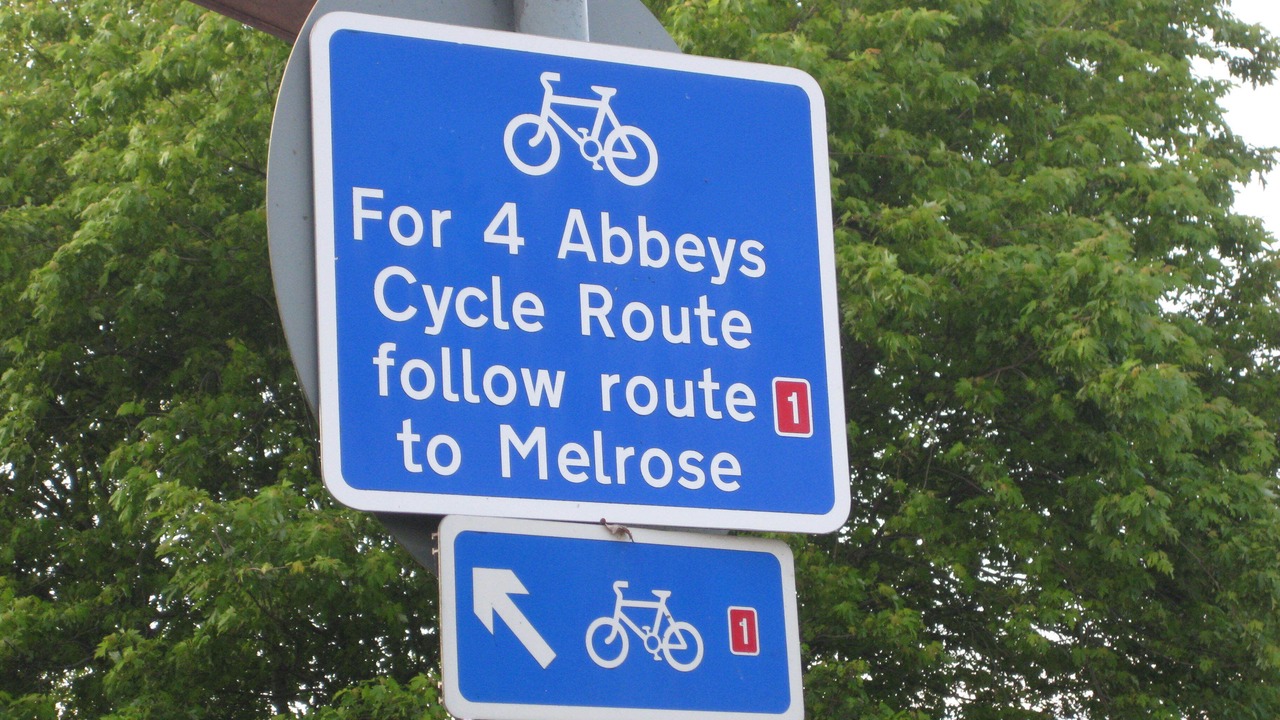 For 4 Abbeys
Cycle Route
follow route 1
to Melrose
1